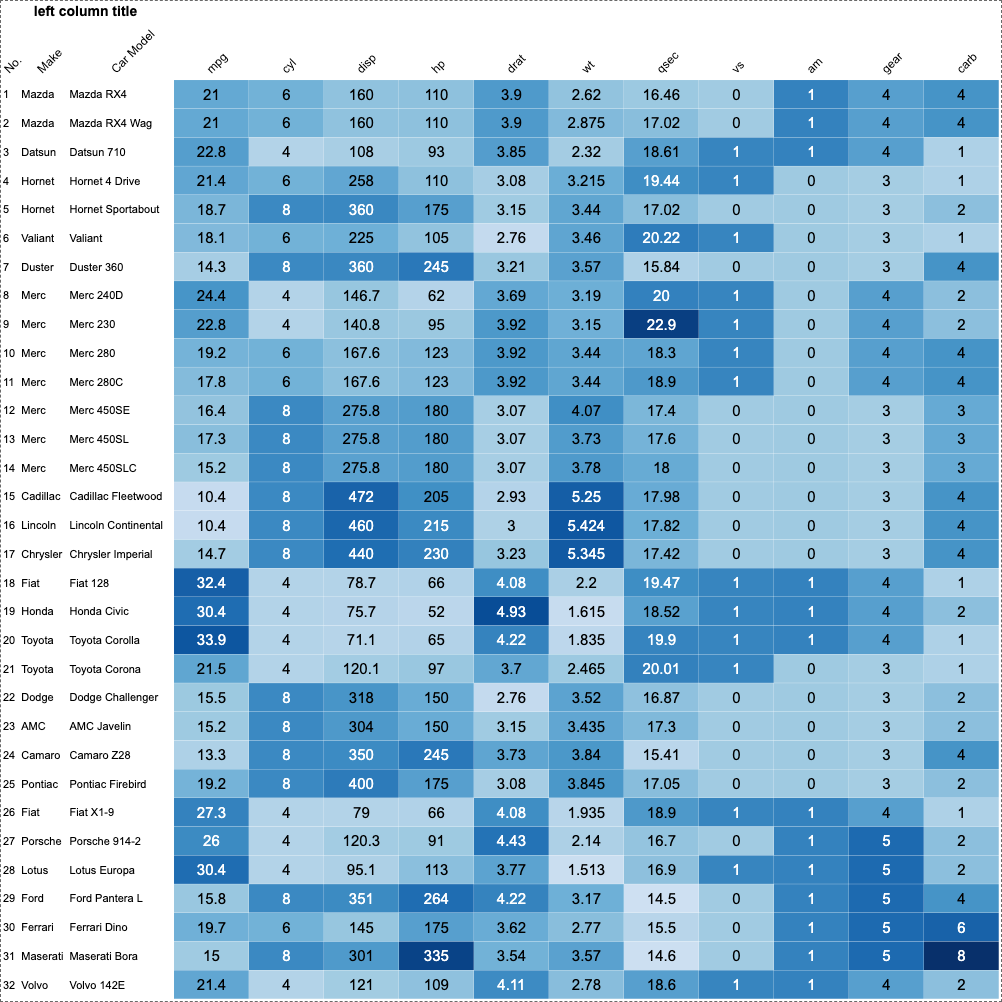 left column title
No. Make Car Model mpg cyl disp hp drat wt qsec vs am gear carb
1 Mazda Mazda RX4 21 6 160 110 3.9 2.62 16.46 0 1 4 4
2 Mazda Mazda RX4 Wag 21 6 160 110 3.9 2.875 17.02 0 1 4 4
3 Datsun Datsun 710 22.8 4 108 93 3.85 2.32 18.61 1 1 4 1
4 Hornet Hornet 4 Drive 21.4 6 258 110 3.08 3.215 19.44 1 0 3 1
5 Hornet Hornet Sportabout 18.7 8 360 175 3.15 3.44 17.02 0 0 3 2
6 Valiant Valiant 18.1 6 225 105 2.76 3.46 20.22 1 0 3 1
7 Duster Duster 360 14.3 8 360 245 3.21 3.57 15.84 0 0 3 4
8 Merc Merc 240D 24.4 4 146.7 62 3.69 3.19 20 1 0 4 2
9 Merc Merc 230 22.8 4 140.8 95 3.92 3.15 22.9 1 0 4 2
10 Merc Merc 280 19.2 6 167.6 123 3.92 3.44 18.3 1 0 4 4
11 Merc Merc 280C 17.8 6 167.6 123 3.92 3.44 18.9 1 0 4 4
12 Merc Merc 450SE 16.4 8 275.8 180 3.07 4.07 17.4 0 0 3 3
13 Merc Merc 450SL 17.3 8 275.8 180 3.07 3.73 17.6 0 0 3 3
14 Merc Merc 450SLC 15.2 8 275.8 180 3.07 3.78 18 0 0 3 3
15 Cadillac Cadillac Fleetwood 10.4 8 472 205 2.93 5.25 17.98 0 0 3 4
16 Lincoln Lincoln Continental 10.4 8 460 215 3 5.424 17.82 0 0 3 4
17 Chrysler Chrysler Imperial 14.7 8 440 230 3.23 5.345 17.42 0 0 3 4
18 Fiat Fiat 128 32.4 4 78.7 66 4.08 2.2 19.47 1 1 4 1
19 Honda Honda Civic 30.4 4 75.7 52 4.93 1.615 18.52 1 1 4 2
20 Toyota Toyota Corolla 33.9 4 71.1 65 4.22 1.835 19.9 1 1 4 1
21 Toyota Toyota Corona 21.5 4 120.1 97 3.7 2.465 20.01 1 0 3 1
22 Dodge Dodge Challenger 15.5 8 318 150 2.76 3.52 16.87 0 0 3 2
23 AMC AMC Javelin 15.2 8 304 150 3.15 3.435 17.3 0 0 3 2
24 Camaro Camaro Z28 13.3 8 350 245 3.73 3.84 15.41 0 0 3 4
25 Pontiac Pontiac Firebird 19.2 8 400 175 3.08 3.845 17.05 0 0 3 2
26 Fiat Fiat X1-9 27.3 4 79 66 4.08 1.935 18.9 1 1 4 1
27 Porsche Porsche 914-2 26 4 120.3 91 4.43 2.14 16.7 0 1 5 2
28 Lotus Lotus Europa 30.4 4 95.1 113 3.77 1.513 16.9 1 1 5 2
29 Ford Ford Pantera L 15.8 8 351 264 4.22 3.17 14.5 0 1 5 4
30 Ferrari Ferrari Dino 19.7 6 145 175 3.62 2.77 15.5 0 1 5 6
31 Maserati Maserati Bora 15 8 301 335 3.54 3.57 14.6 0 1 5 8
32 Volvo Volvo 142E 21.4 4 121 109 4.11 2.78 18.6 1 1 4 2